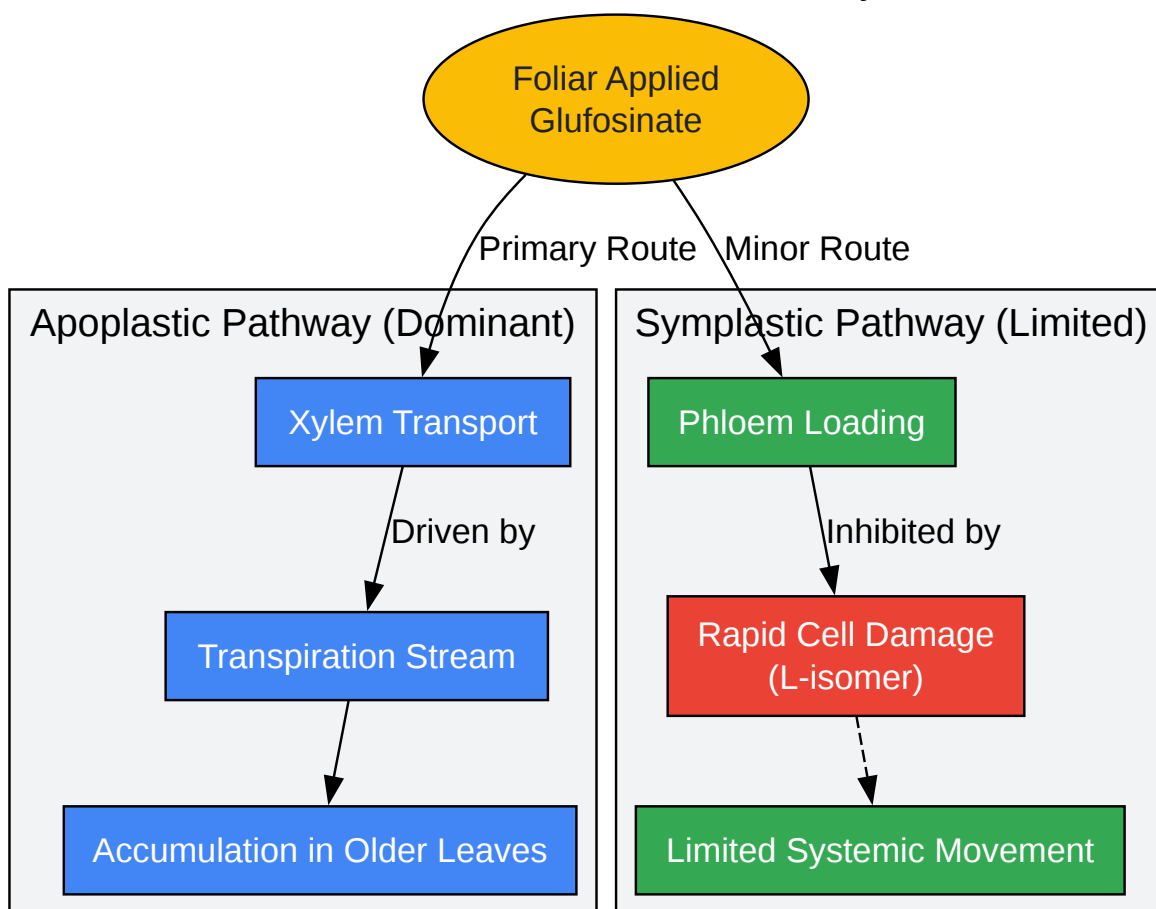 Foliar Applied
Glufosinate
Primary Route
Minor Route
Apoplastic Pathway (Dominant)
Symplastic Pathway (Limited)
Xylem Transport
Phloem Loading
Driven by
Inhibited by
Transpiration Stream
Rapid Cell Damage
(L-isomer)
Accumulation in Older Leaves
Limited Systemic Movement